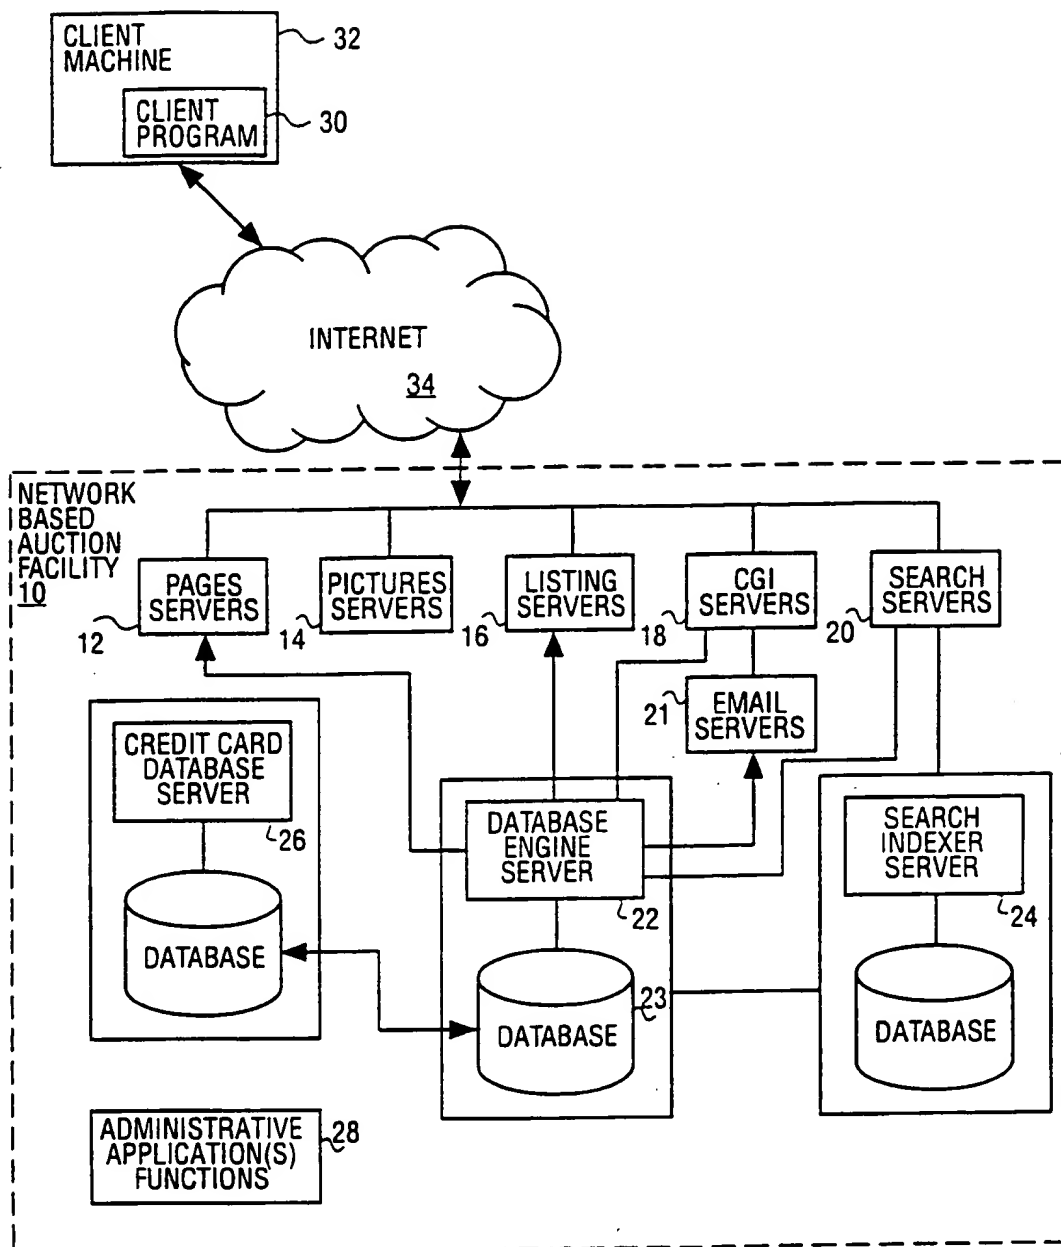 CLIENT
MACHINE
32
CLIENT
PROGRAM
30
INTERNET
34
NETWORK
BASED
AUCTION
FACILITY
10
PAGES
SERVERS
12
PICTURES
SERVERS
14
LISTING
SERVERS
16
CGI
SERVERS
18
SEARCH
SERVERS
20
EMAIL
SERVERS
21
CREDIT CARD
DATABASE
SERVER
26
DATABASE
DATABASE
ENGINE
SERVER
22
DATABASE
23
SEARCH
INDEXER
SERVER
24
DATABASE
ADMINISTRATIVE
APPLICATION(S)
FUNCTIONS
28